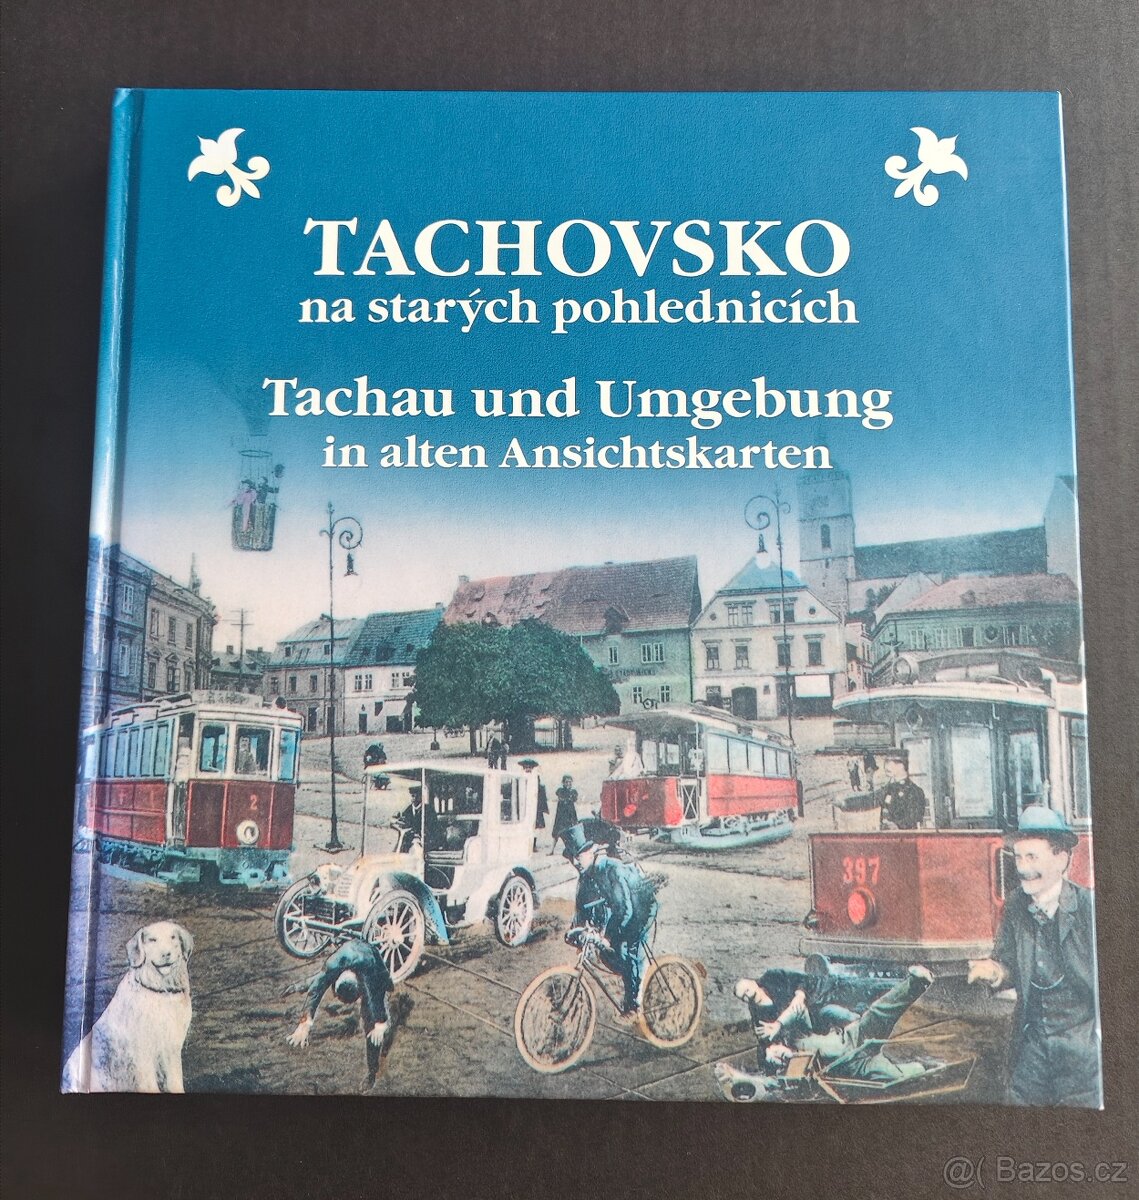 TACHOVSKO
na starých pohlednicích
Tachau und Umgebung
in alten Ansichtskarten
2
397
@( Bazos.cz